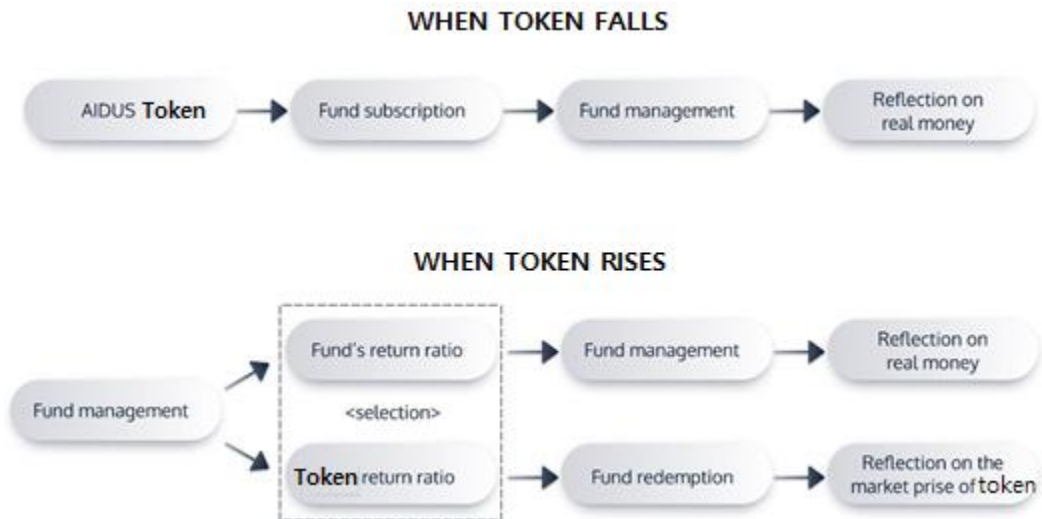 WHEN TOKEN FALLS
AIDUS Token
Fund subscription
Fund management
Reflection on
real money
WHEN TOKEN RISES
Fund management
Fund's return ratio
<selection>
Token return ratio
Fund management
Reflection on
real money
Fund redemption
Reflection on the
market prise of token